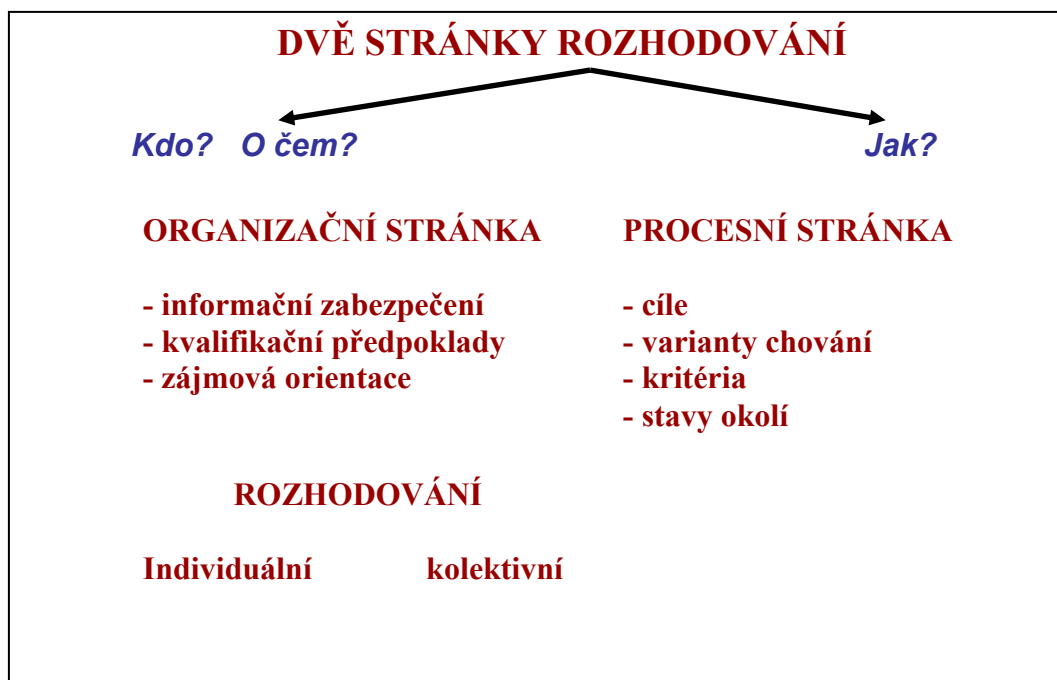 DVĚ STRÁNKY ROZHODOVÁNÍ
Kdo? O čem?
Jak?
ORGANIZAČNÍ STRÁNKA
- informační zabezpečení
- kvalifikační předpoklady
- zájmová orientace
PROCESNÍ STRÁNKA
- cíle
- varianty chování
- kritéria
- stavy okolí
ROZHODOVÁNÍ
Individuální kolektivní